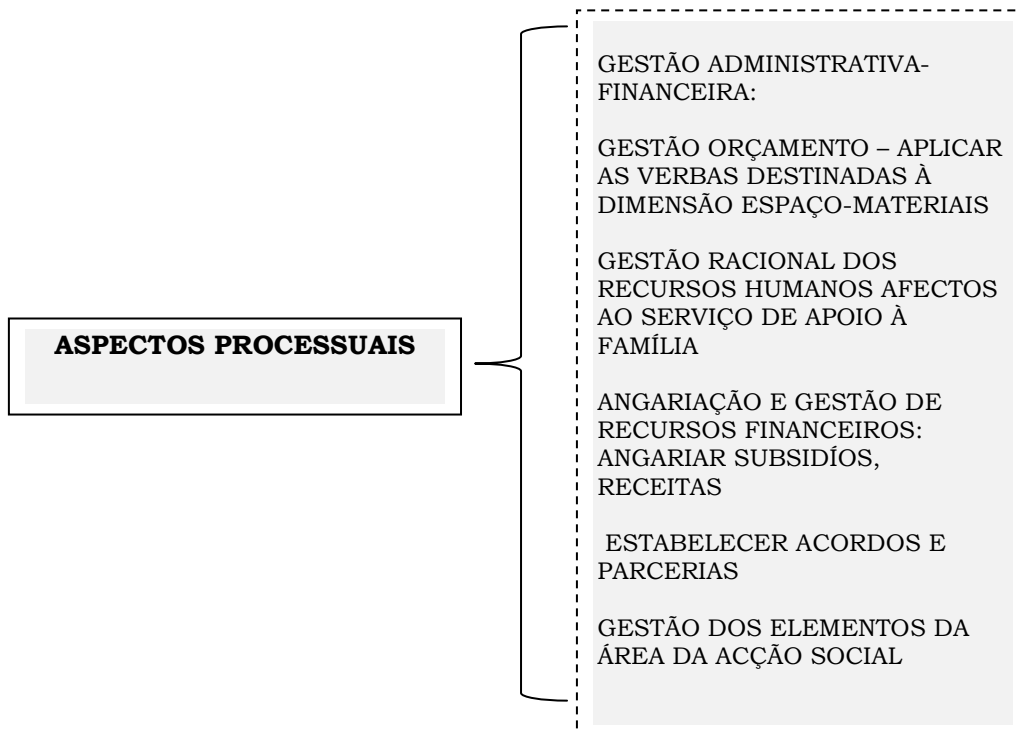 ASPECTOS PROCESSUAIS
GESTÃO ADMINISTRATIVA-
FINANCEIRA:
GESTÃO ORÇAMENTO – APLICAR
AS VERBAS DESTINADAS À
DIMENSÃO ESPAÇO-MATERIAIS
GESTÃO RACIONAL DOS
RECURSOS HUMANOS AFECTOS
AO SERVIÇO DE APOIO À
FAMÍLIA
ANGARIAÇÃO E GESTÃO DE
RECURSOS FINANCEIROS:
ANGARIAR SUBSIDÍOS,
RECEITAS
ESTABELECER ACORDOS E
PARCERIAS
GESTÃO DOS ELEMENTOS DA
ÁREA DA ACÇÃO SOCIAL